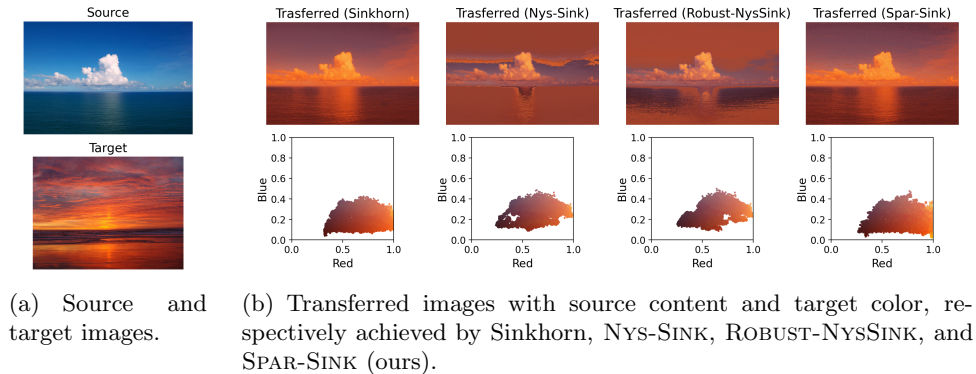 Source
Target
(a) Source and
target images.
Trasferred (Sinkhorn)
Trasferred (Nys-Sink)
Trasferred (Robust-NysSink)
Trasferred (Spar-Sink)
1.0
0.8
0.6
0.4
0.2
0.0
Blue
0.5
1.0
Red
1.0
0.8
0.6
0.4
0.2
0.0
Blue
0.0
0.5
1.0
Red
1.0
0.8
0.6
0.4
0.2
0.0
Blue
0.0
0.5
1.0
Red
1.0
0.8
0.6
0.4
0.2
0.0
Blue
0.0
0.5
1.0
Red
(b) Transferred images with source content and target color, re-
spectively achieved by Sinkhorn, NYS-SINK, ROBUST-NYSSINK, and
SPAR-SINK (ours).